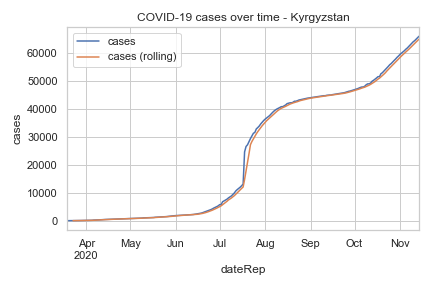 COVID-19 cases over time - Kyrgyzstan
cases
cases (rolling)
60000
50000
40000
30000
20000
10000
0
cases
Apr
2020
May
Jun
Jul
Aug
Sep
Oct
Nov
dateRep